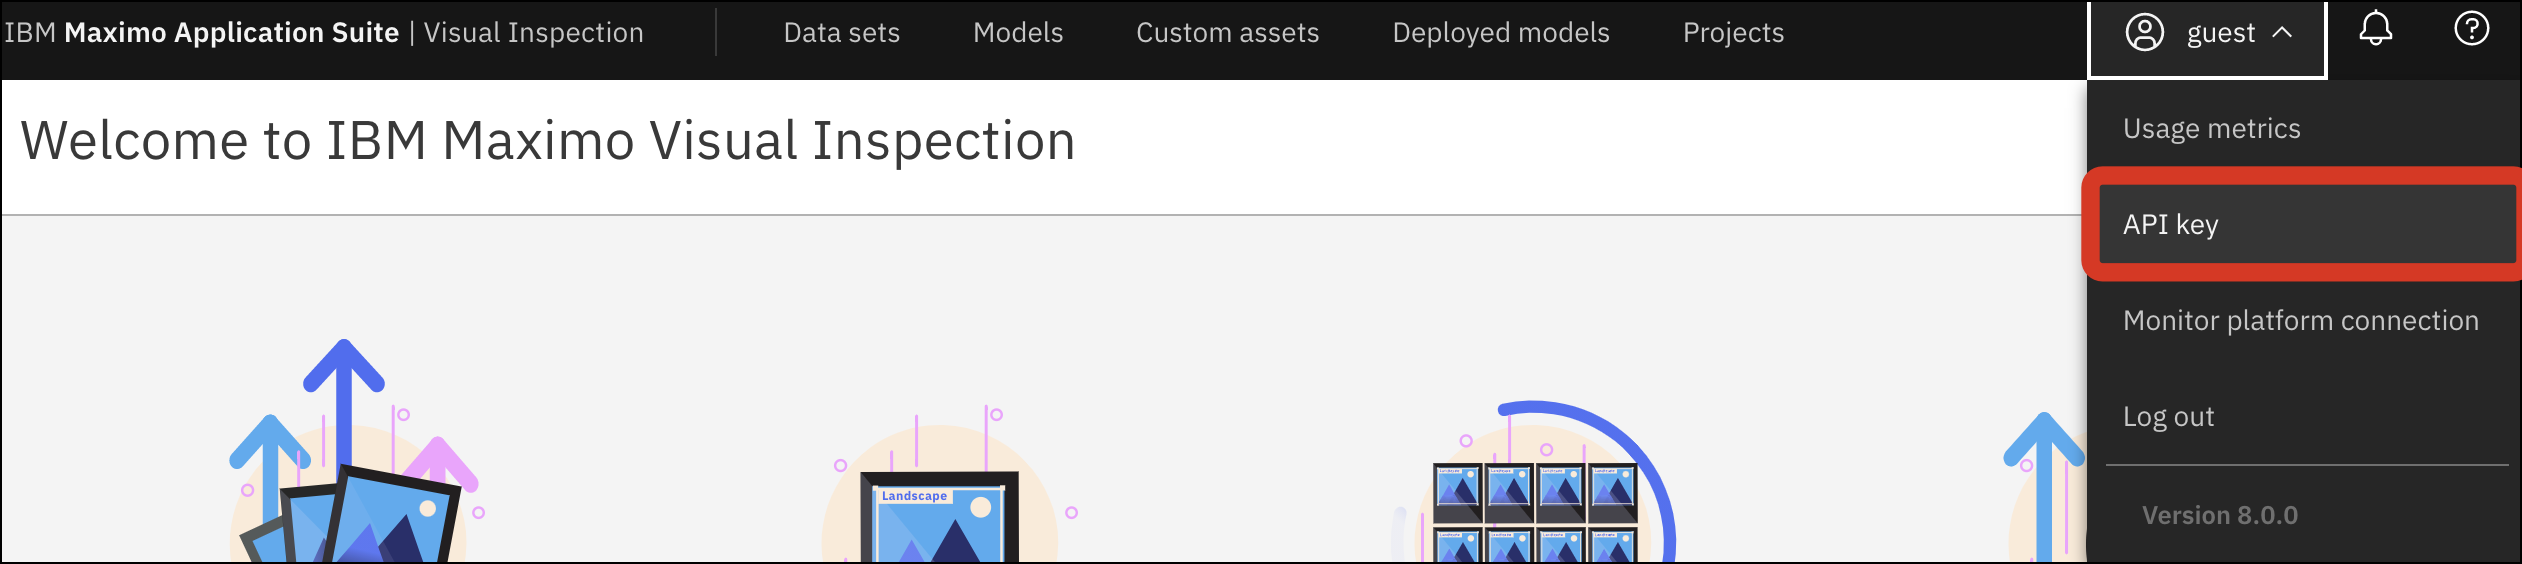 IBM Maximo Application Suite | Visual Inspection
Data sets
Models
Custom assets
Deployed models
Projects
guest
Welcome to IBM Maximo Visual Inspection
Usage metrics
API key
Monitor platform connection
Log out
Version 8.0.0
Landscape